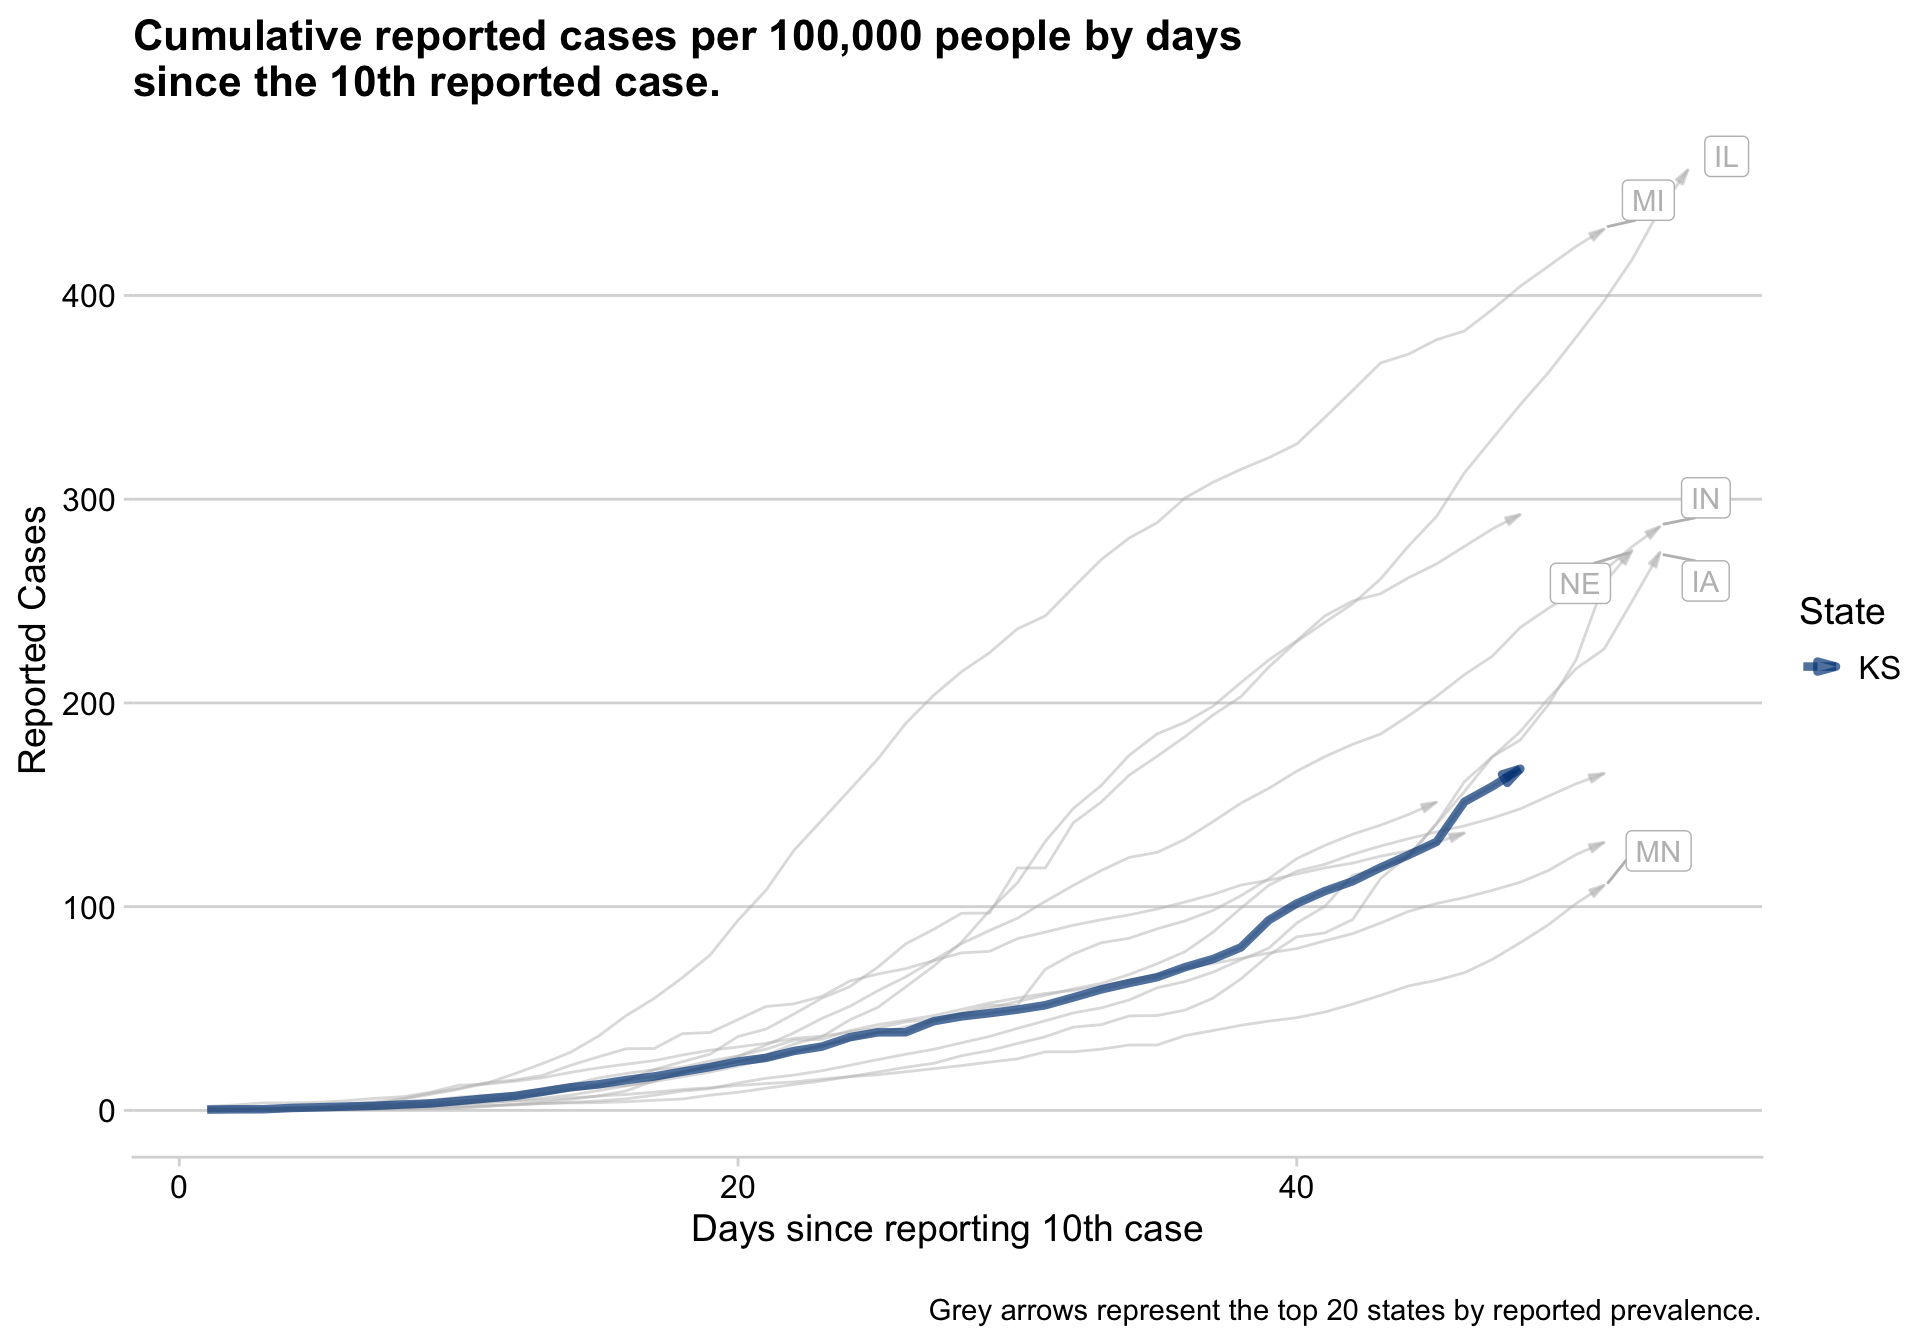 Cumulative reported cases per 100,000 people by days
since the 10th reported case.
IL
MI
400
IN
300
NE
IA
Reported Cases
State
KS
200
MN
100
0
0
20
40
Days since reporting 10th case
Grey arrows represent the top 20 states by reported prevalence.